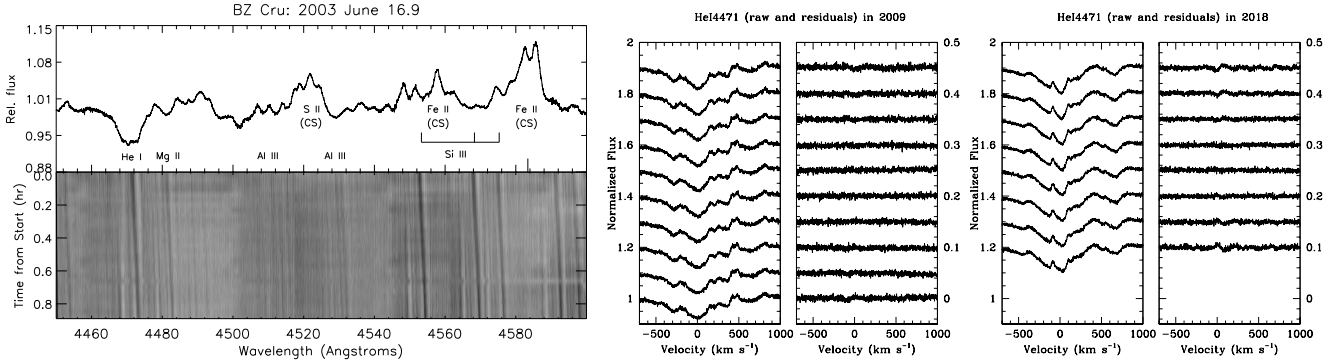 BZ Cru: 2003 June 16.9
1.15
1.08
1.01
0.95
0.88
Rel. flux
S II
(CS)
Fe II
(CS)
Fe II
(CS)
He I
Mg II
Al III
Al III
Si III
0.0
0.2
0.4
0.6
0.8
Time from Start (hr)
4460
4480
4500
4520
4540
4560
4580
Wavelength (Angstroms)
HeI4471 (raw and residuals) in 2009
2
1.8
1.6
1.4
1.2
1
Normalized Flux
0.5
0.4
0.3
0.2
0.1
0
−500
0
500
1000
−500
0
500
1000
Velocity (km s⁻¹)
Velocity (km s⁻¹)
HeI4471 (raw and residuals) in 2018
2
1.8
1.6
1.4
1.2
1
Normalized Flux
0.5
0.4
0.3
0.2
0.1
0
−500
0
500
1000
−500
0
500
1000
Velocity (km s⁻¹)
Velocity (km s⁻¹)